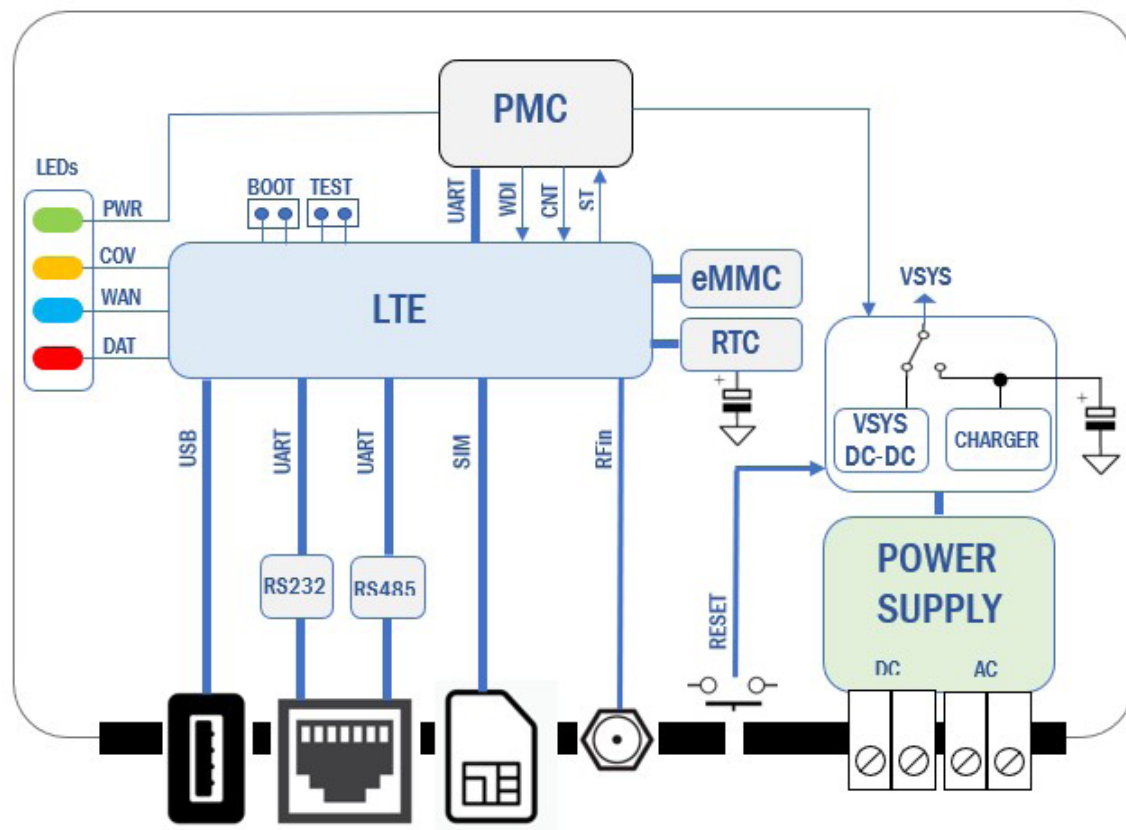 PMC
LEDs
PWR
COV
WAN
DAT
BOOT TEST
UART
WDI
CNT
ST
LTE
eMMC
RTC
+
VSYS
VSYS
DC-DC
CHARGER
+
USB
UART
UART
SIM
RFin
RS232
RS485
RESET
POWER
SUPPLY
DC AC